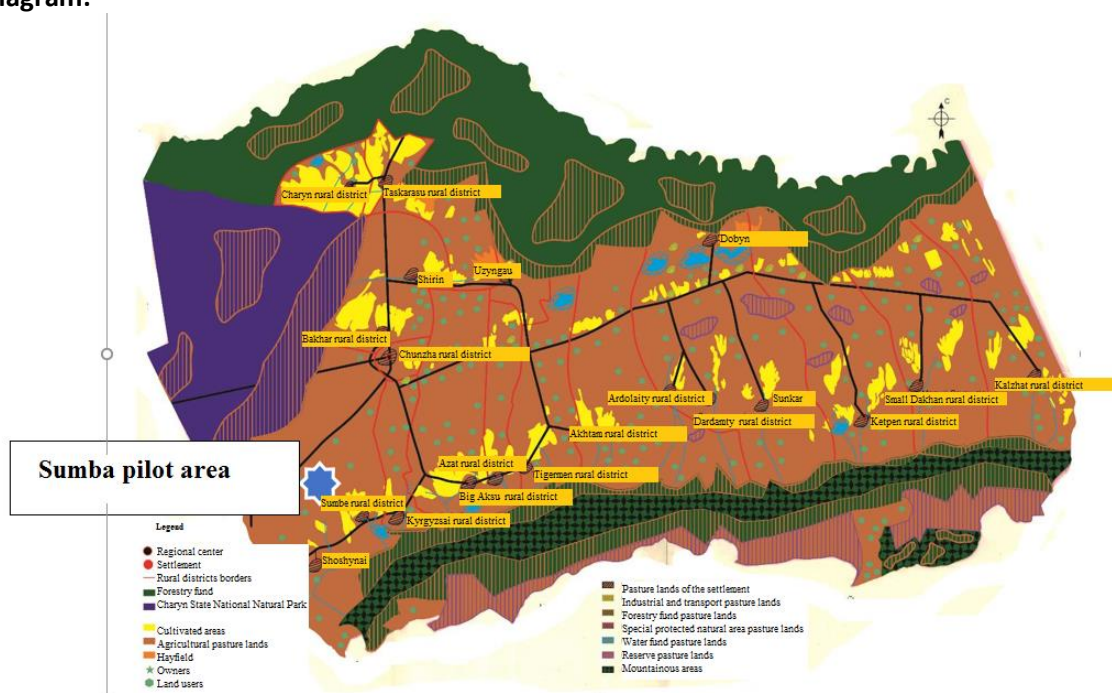 nagram:
C
Charyn rural district
Taskarasu rural district
Dobyn
Shirin
Uzyngau
Bakhar rural district
Chunzha rural district
Kalzhat rural district
Ardolaity rural district
Sunkar
Small Dakhan rural district
Dardamty rural district
Ketpen rural district
Akhtam rural district
Sumba pilot area
Azat rural district
Tigermen rural district
Big Aksu rural district
Sumbe rural district
Kyrgyzsai rural district
Shoshynai
Legend
Regional center
Settlement
Rural districts borders
Forestry fund
Charyn State National Natural Park
Cultivated areas
Agricultural pasture lands
Hayfield
Owners
Land users
Pasture lands of the settlement
Industrial and transport pasture lands
Forestry fund pasture lands
Special protected natural area pasture lands
Water fund pasture lands
Reserve pasture lands
Mountainous areas